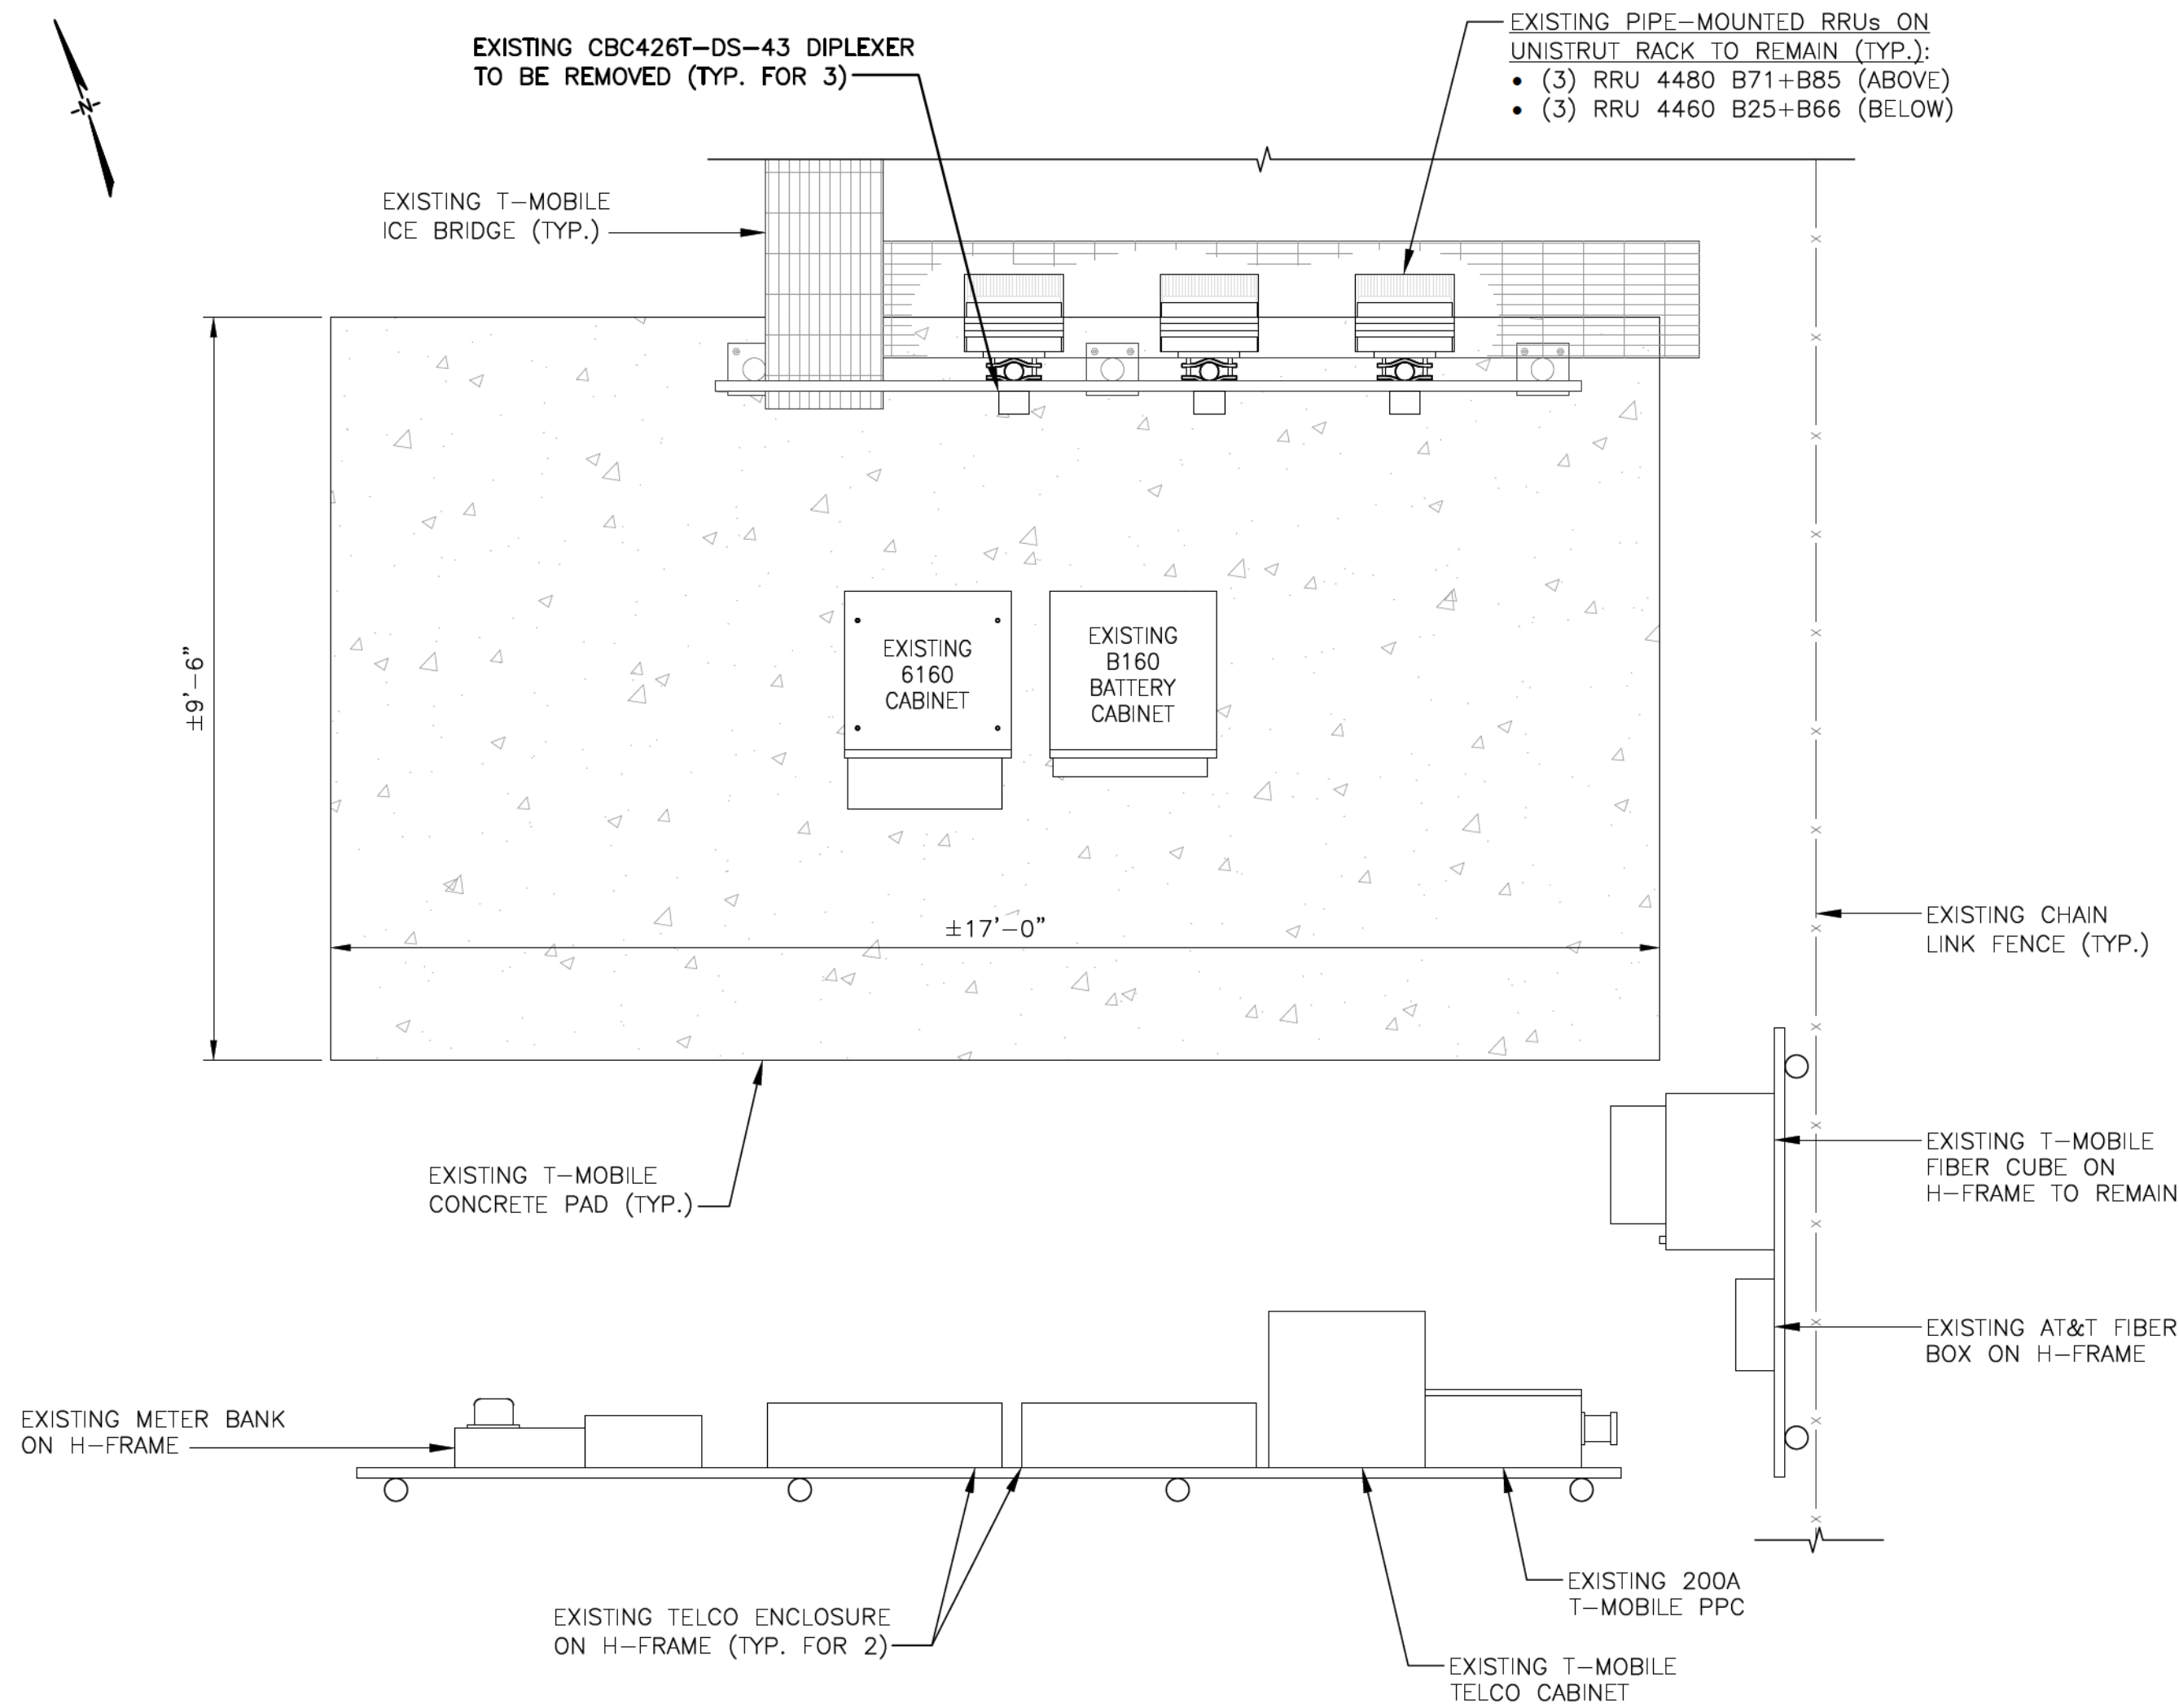 EXISTING CBC426T-DS-43 DIPLEXER
TO BE REMOVED (TYP. FOR 3)
EXISTING PIPE-MOUNTED RRUs ON
UNISTRUT RACK TO REMAIN (TYP.):
• (3) RRU 4480 B71+B85 (ABOVE)
• (3) RRU 4460 B25+B66 (BELOW)
N
EXISTING T-MOBILE
ICE BRIDGE (TYP.)
±9'-6"
EXISTING
6160
CABINET
EXISTING
B160
BATTERY
CABINET
±17'-0"
EXISTING CHAIN
LINK FENCE (TYP.)
EXISTING T-MOBILE
CONCRETE PAD (TYP.)
EXISTING T-MOBILE
FIBER CUBE ON
H-FRAME TO REMAIN
EXISTING AT&T FIBER
BOX ON H-FRAME
EXISTING METER BANK
ON H-FRAME
EXISTING TELCO ENCLOSURE
ON H-FRAME (TYP. FOR 2)
EXISTING 200A
T-MOBILE PPC
EXISTING T-MOBILE
TELCO CABINET